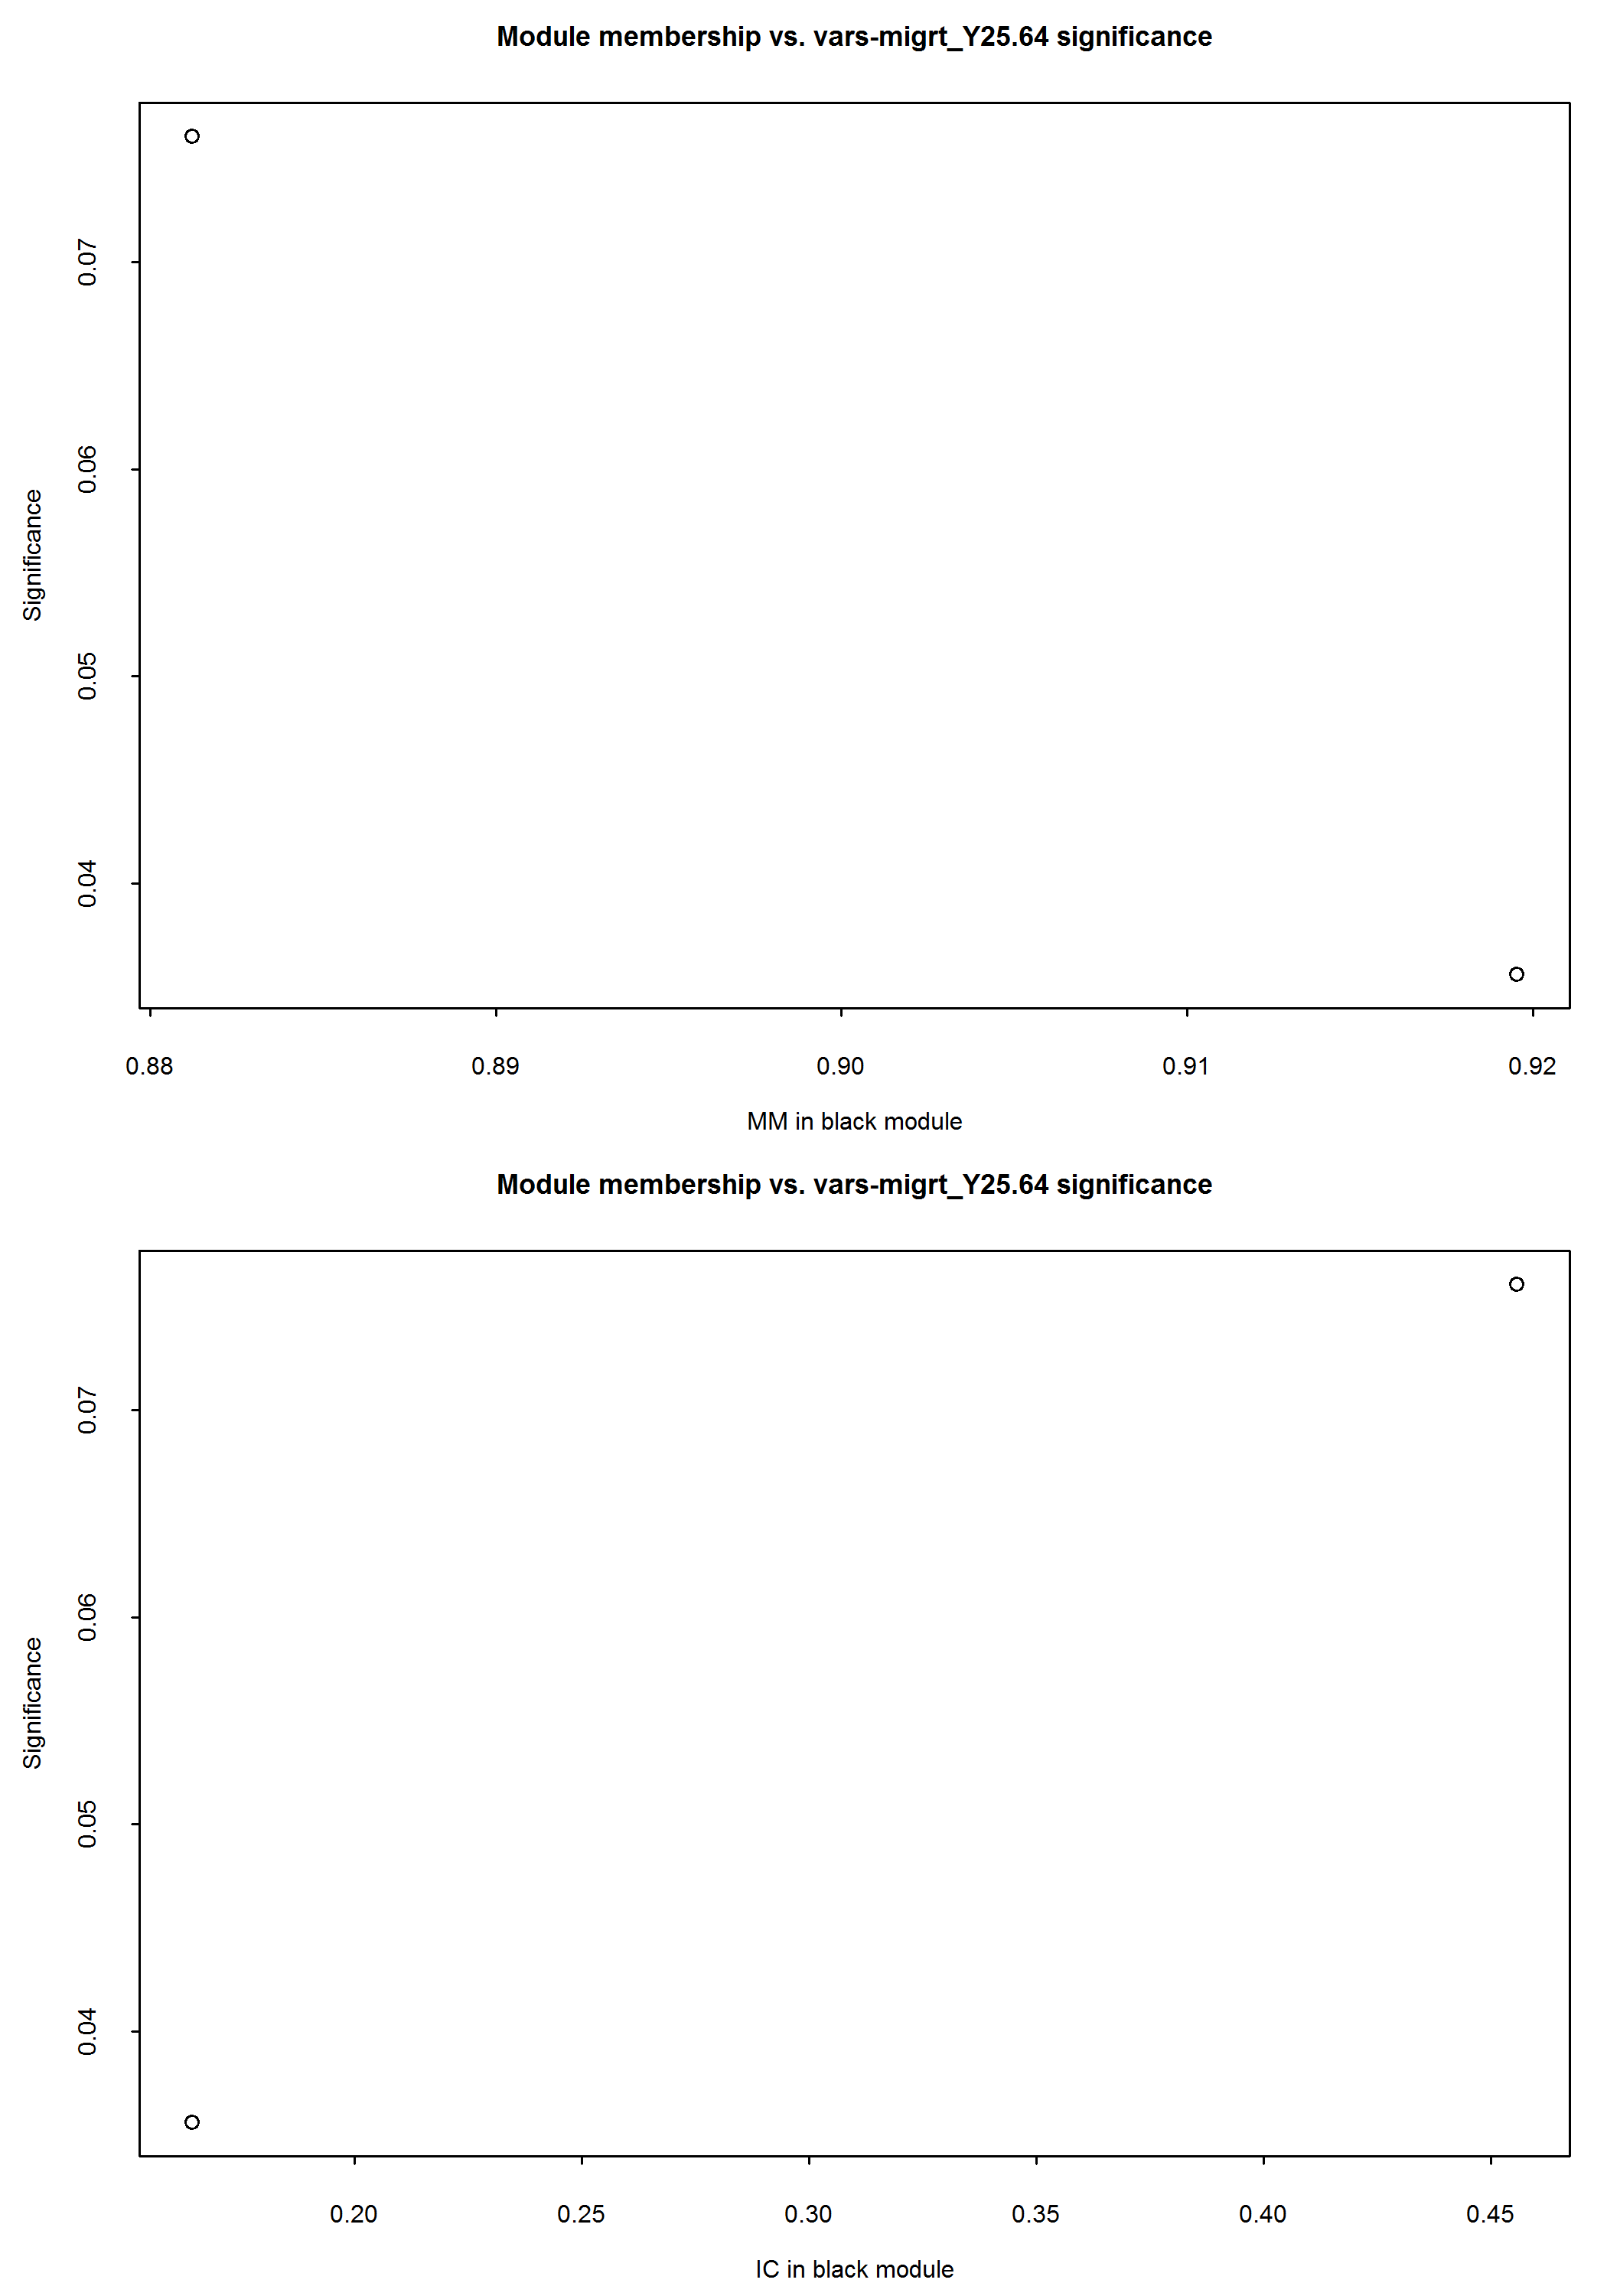 Module membership vs. vars-migrt_Y25.64 significance
Significance
0.07
0.06
0.05
0.04
0.88 0.89 0.90 0.91 0.92
MM in black module
Module membership vs. vars-migrt_Y25.64 significance
Significance
0.07
0.06
0.05
0.04
0.20 0.25 0.30 0.35 0.40 0.45
IC in black module